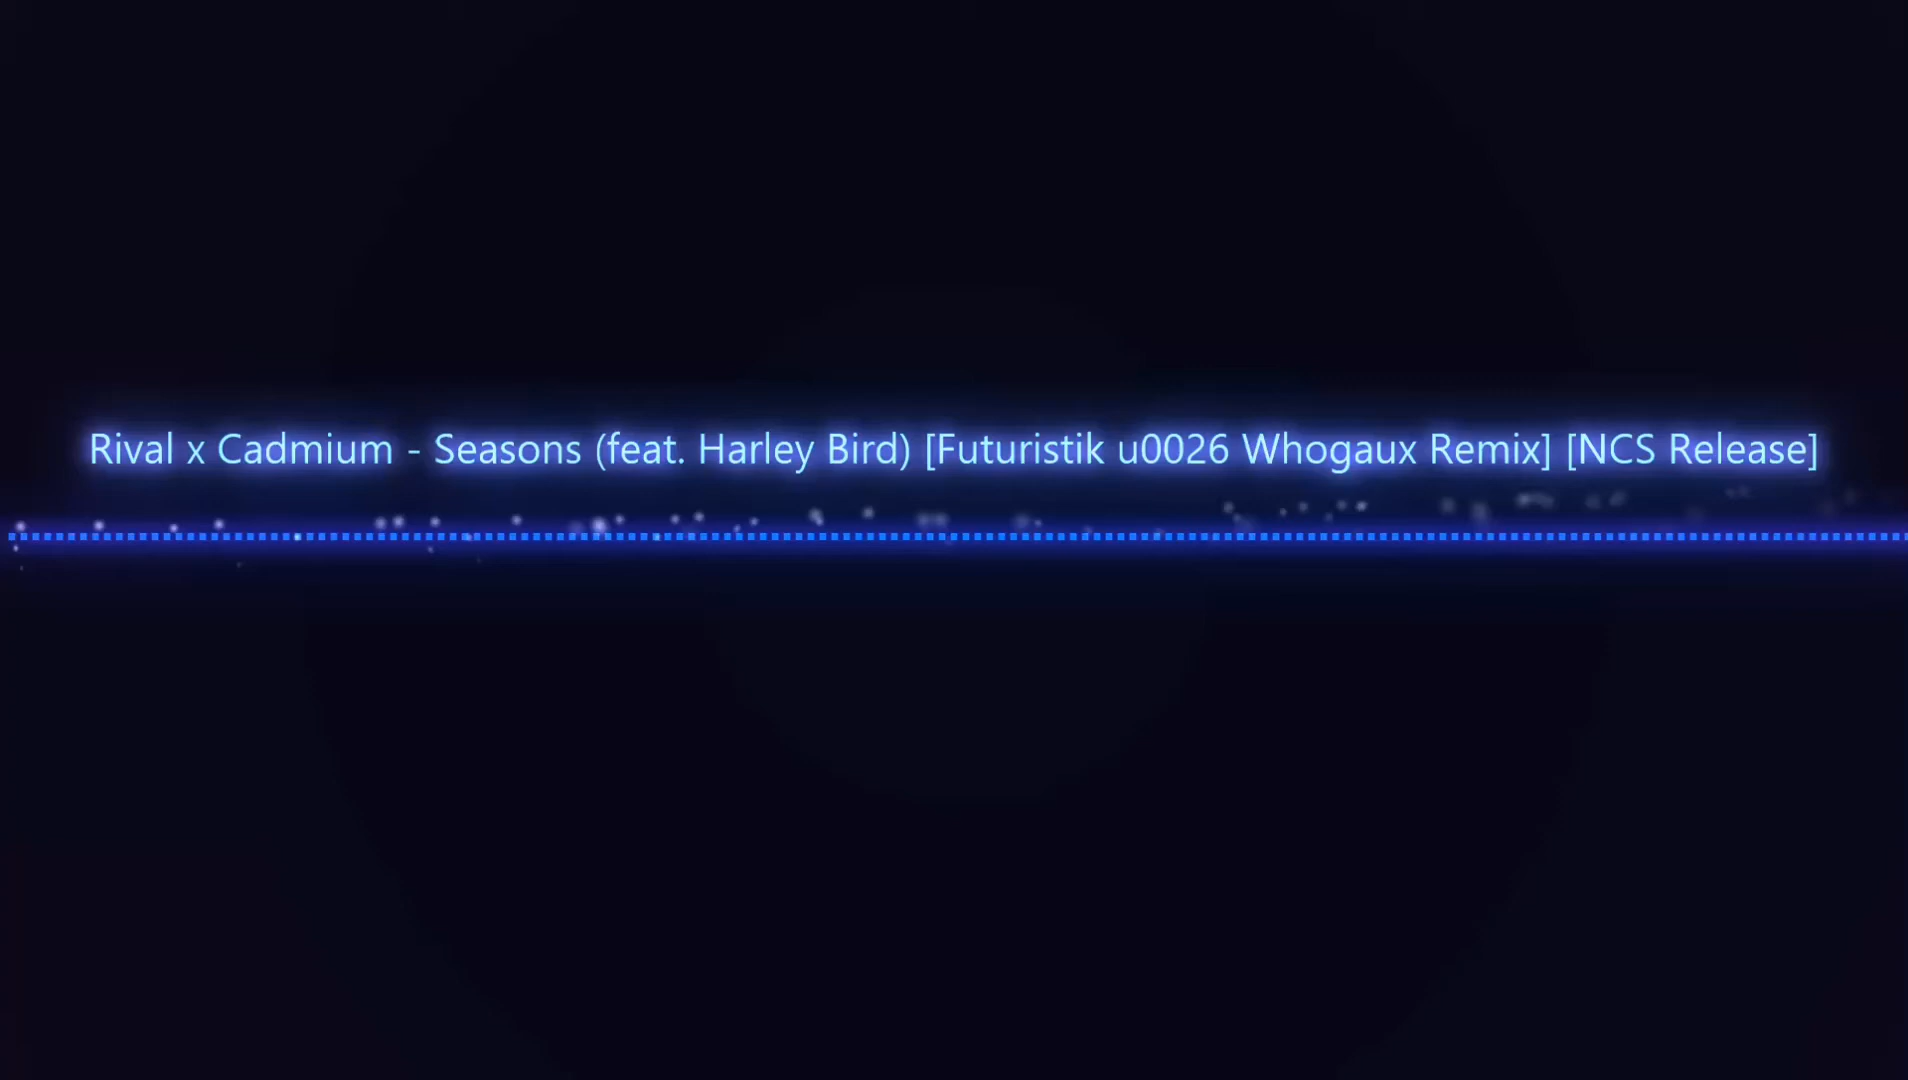 Rival x Cadmium - Seasons (feat. Harley Bird) [Futuristik u0026 Whogaux Remix] [NCS Release]